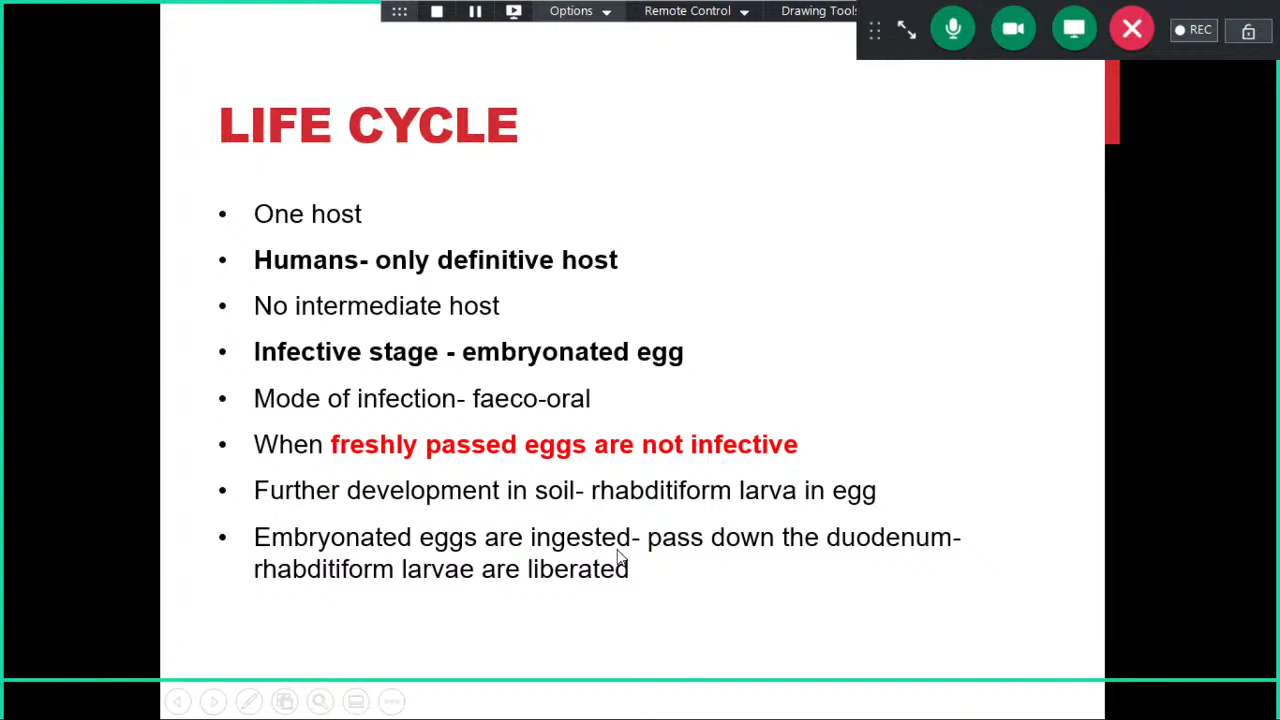 Options
Remote Control
Drawing Tools
REC
LIFE CYCLE
• One host
• Humans- only definitive host
• No intermediate host
• Infective stage - embryonated egg
• Mode of infection- faeco-oral
• When freshly passed eggs are not infective
• Further development in soil- rhabditiform larva in egg
• Embryonated eggs are ingested- pass down the duodenum-
rhabditiform larvae are liberated